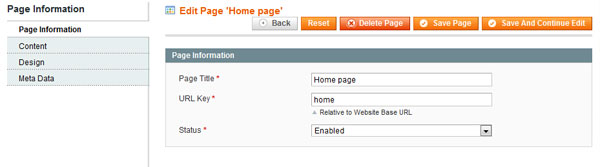 Page Information
Page Information
Content
Design
Meta Data
Edit Page 'Home page'
Back Reset Delete Page Save Page Save And Continue Edit
Page Information
Page Title * Home page
URL Key * home
Relative to Website Base URL
Status * Enabled